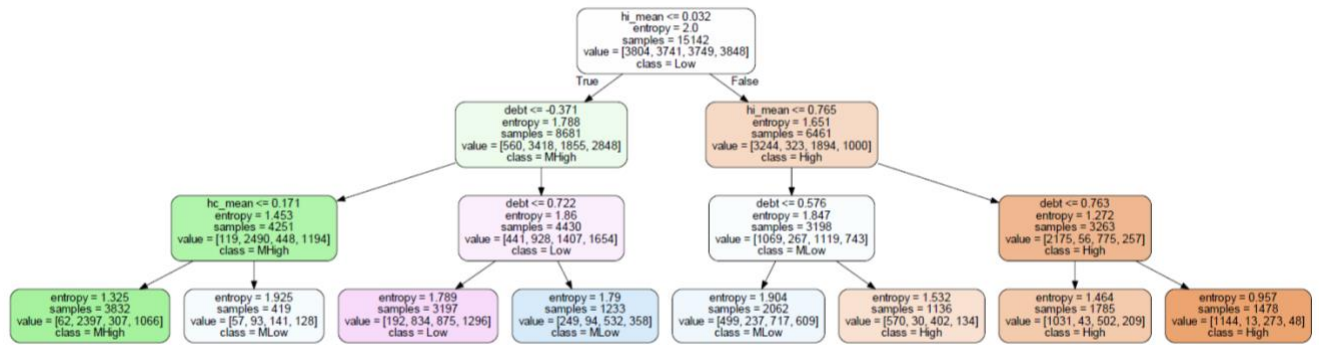 hi_mean <= 0.032
entropy = 2.0
samples = 15142
value = [3804, 3741, 3749, 3848]
class = Low
True
False
debt <= -0.371
entropy = 1.788
samples = 8681
value = [560, 3418, 1855, 2848]
class = MHigh
hi_mean <= 0.765
entropy = 1.651
samples = 6461
value = [3244, 323, 1894, 1000]
class = High
hc_mean <= 0.171
entropy = 1.453
samples = 4251
value = [119, 2490, 448, 1194]
class = MHigh
debt <= 0.722
entropy = 1.86
samples = 4430
value = [441, 928, 1407, 1654]
class = Low
debt <= 0.576
entropy = 1.847
samples = 3198
value = [1069, 267, 1119, 743]
class = MLow
debt <= 0.763
entropy = 1.272
samples = 3263
value = [2175, 56, 775, 257]
class = High
entropy = 1.325
samples = 3832
value = [62, 2397, 307, 1066]
class = MHigh
entropy = 1.925
samples = 419
value = [57, 93, 141, 128]
class = MLow
entropy = 1.789
samples = 3197
value = [192, 834, 875, 1296]
class = Low
entropy = 1.79
samples = 1233
value = [249, 94, 532, 358]
class = MLow
entropy = 1.904
samples = 2062
value = [499, 237, 717, 609]
class = MLow
entropy = 1.532
samples = 1136
value = [570, 30, 402, 134]
class = High
entropy = 1.464
samples = 1785
value = [1031, 43, 502, 209]
class = High
entropy = 0.957
samples = 1478
value = [1144, 13, 273, 48]
class = High